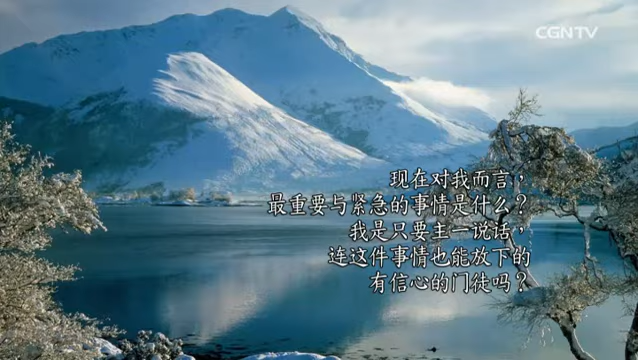 CGNTV
现在对我而言,
最重要与紧急的事情是什么?
我是只要主一说话,
连这件事情也能放下的
有信心的门徒吗?